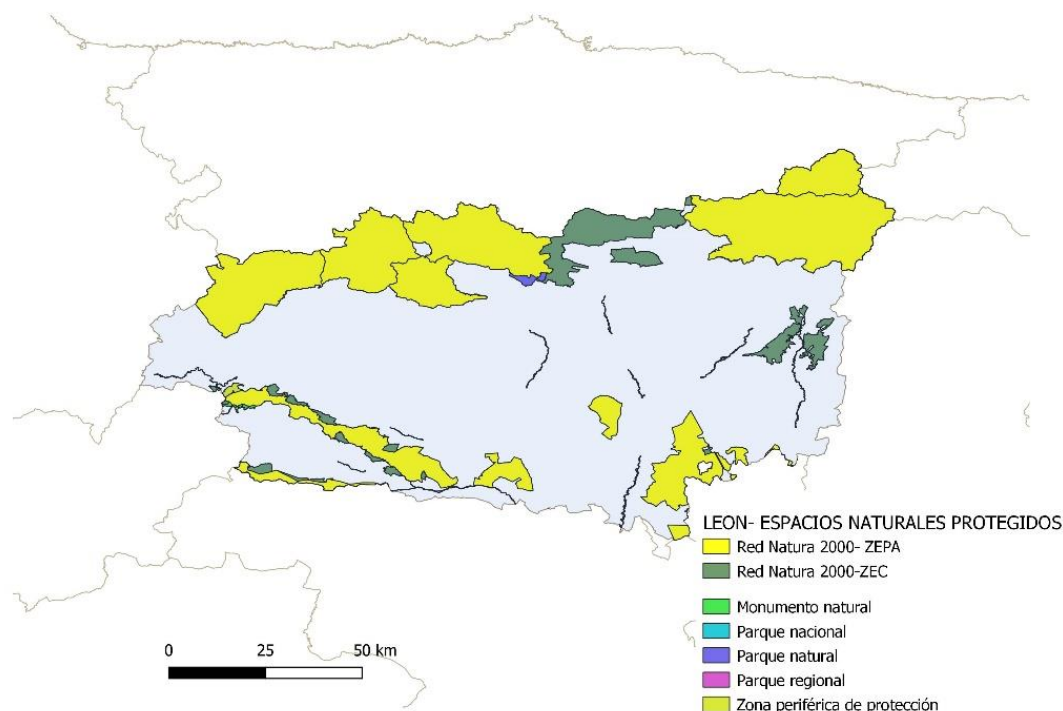 LEON- ESPACIOS NATURALES PROTEGIDOS
Red Natura 2000- ZEPA
Red Natura 2000-ZEC
Monumento natural
Parque nacional
Parque natural
Parque regional
Zona periférica de protección
0 25 50 km